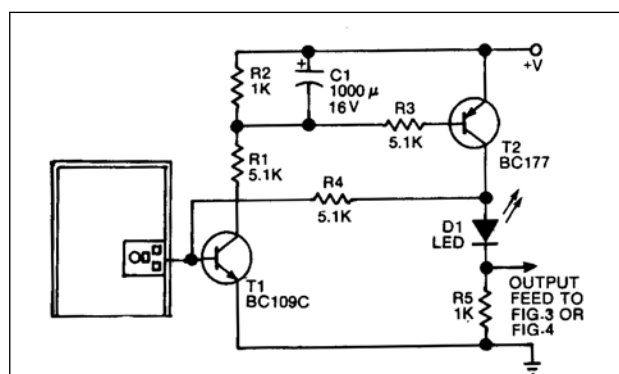 R2
1K
+
C1
1000 μ
16V
+V
R3
5.1K
T2
BC177
R1
5.1K
R4
5.1K
D1
LED
T1
BC109C
OUTPUT
FEED TO
FIG.3 OR
FIG.4
R5
1K